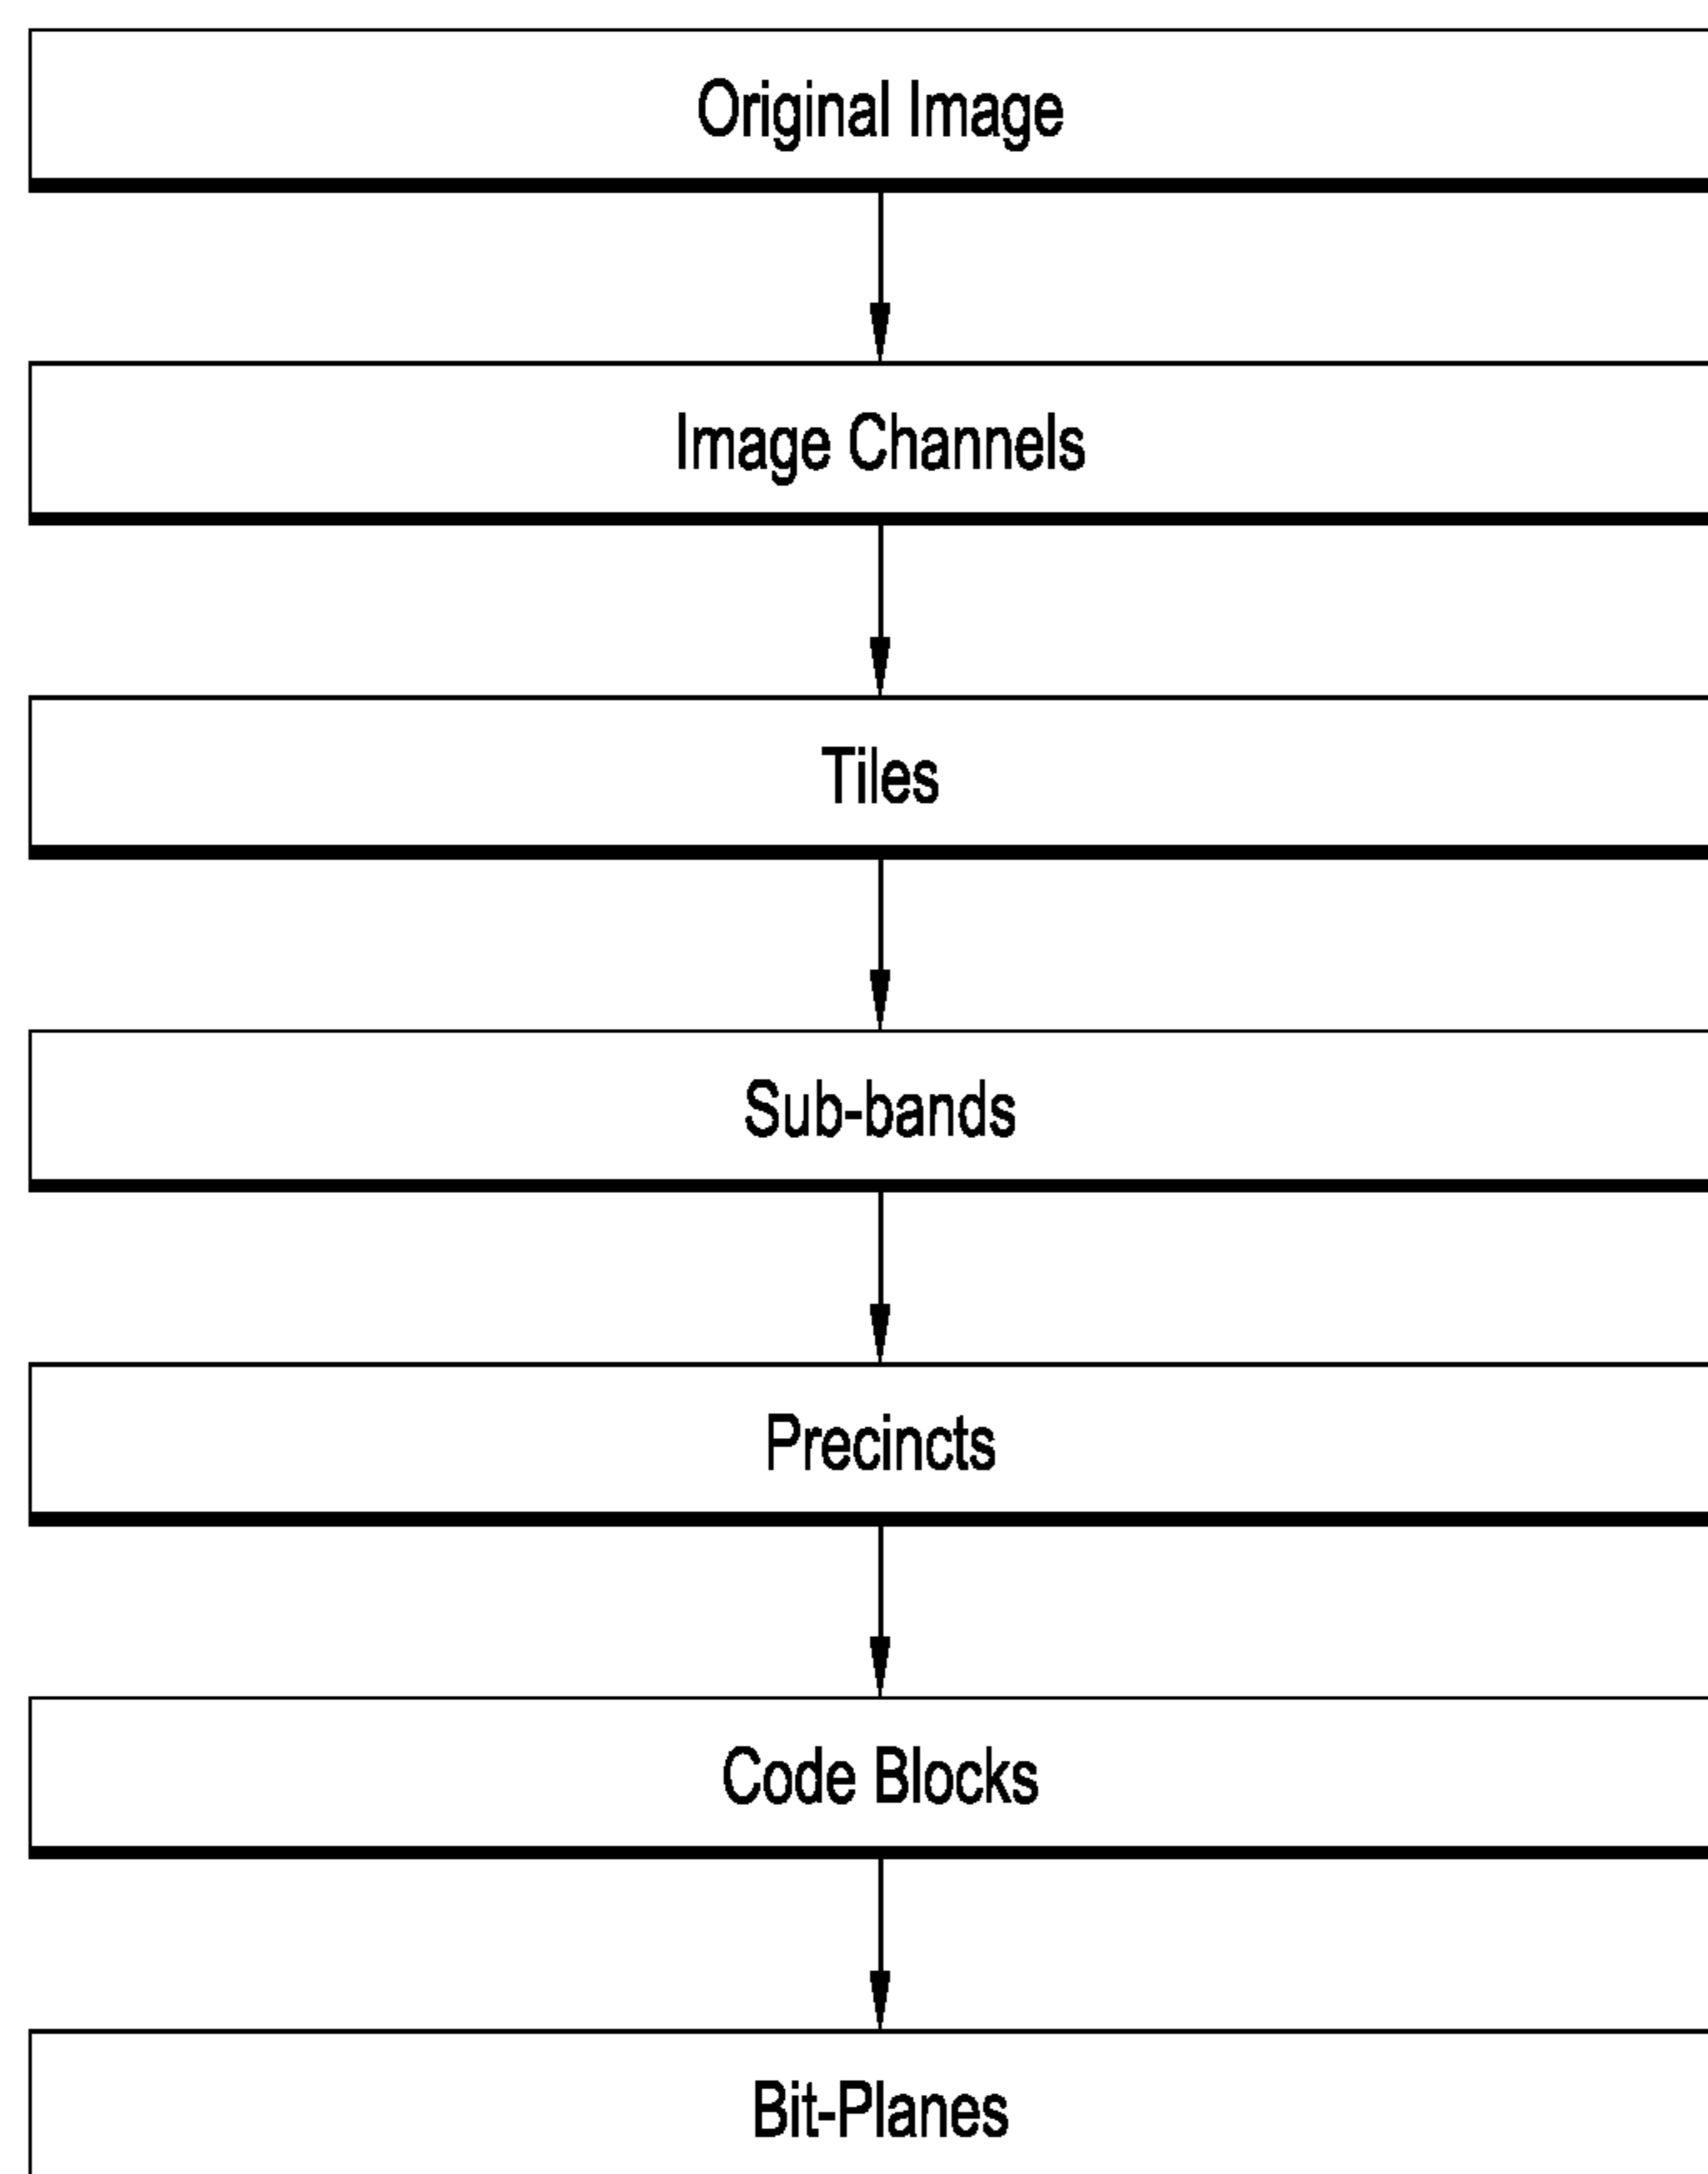 Original Image
Image Channels
Tiles
Sub-bands
Precincts
Code Blocks
Bit-Planes